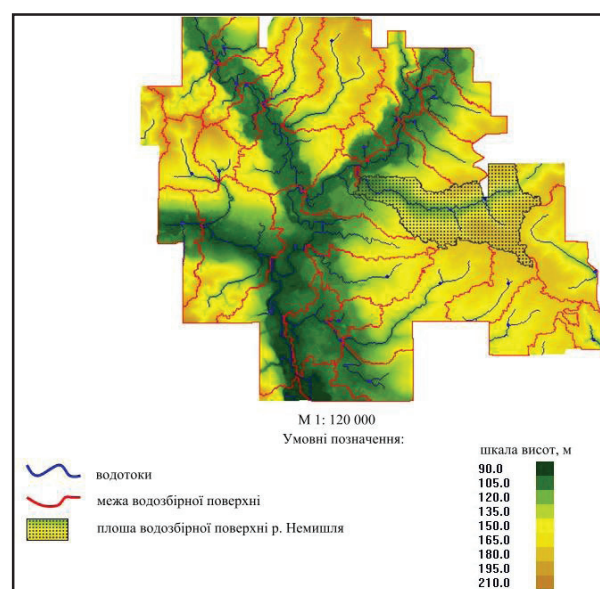 М 1: 120 000
Умовні позначення:
водотоки
межа водозбірної поверхні
плоша водозбірної поверхні р. Немишля
шкала висот, м
90.0
105.0
120.0
135.0
150.0
165.0
180.0
195.0
210.0